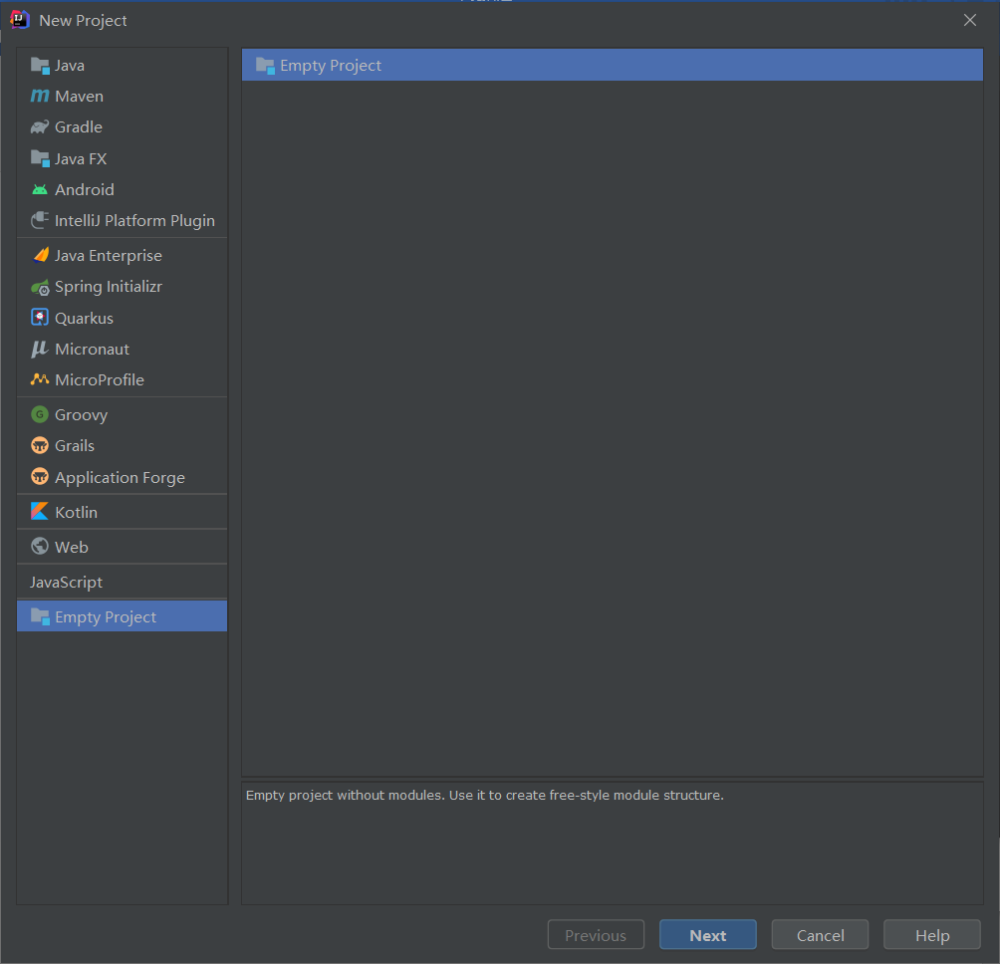 New Project
Java
Maven
Gradle
Java FX
Android
IntelliJ Platform Plugin
Java Enterprise
Spring Initializr
Quarkus
Micronaut
MicroProfile
Groovy
Grails
Application Forge
Kotlin
Web
JavaScript
Empty Project
Empty Project
Empty project without modules. Use it to create free-style module structure.
Previous
Next
Cancel
Help